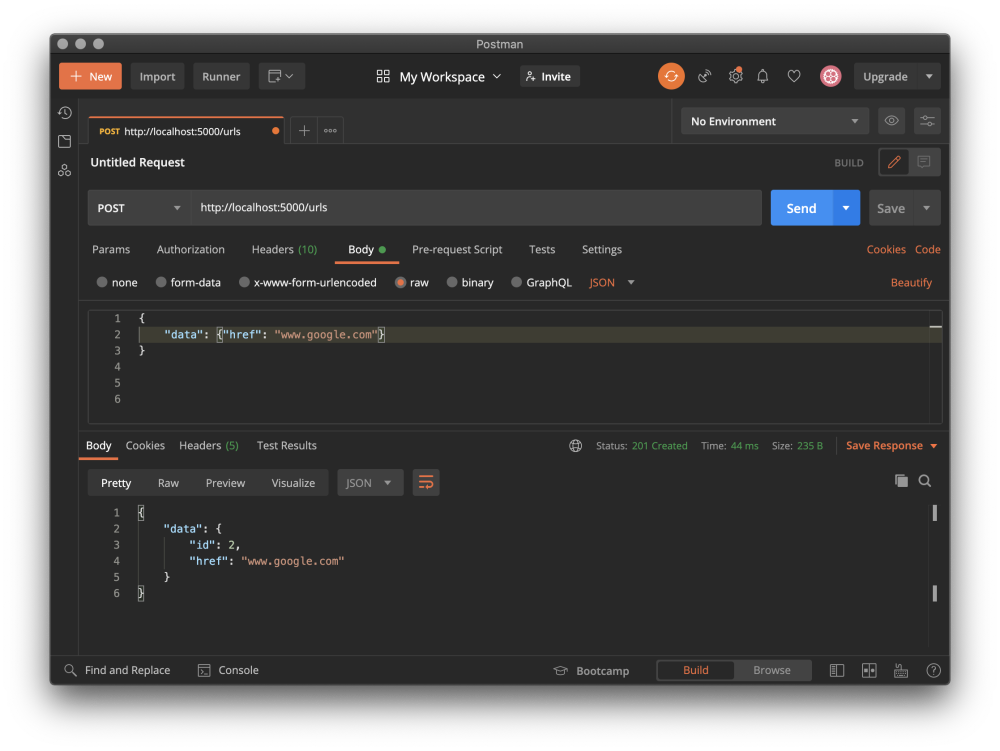 Postman
New Import Runner My Workspace Invite Upgrade
POST http://localhost:5000/urls No Environment
Untitled Request BUILD
POST http://localhost:5000/urls Send Save
Params Authorization Headers (10) Body Pre-request Script Tests Settings Cookies Code
none form-data x-www-form-urlencoded raw binary GraphQL JSON Beautify
1 {
2 "data": {"href": "www.google.com"}
3 }
4
5
6
Body Cookies Headers (5) Test Results Status: 201 Created Time: 44 ms Size: 235 B Save Response
Pretty Raw Preview Visualize JSON
1 {
2 "data": {
3 "id": 2,
4 "href": "www.google.com"
5 }
6 }
Find and Replace Console Bootcamp Build Browse